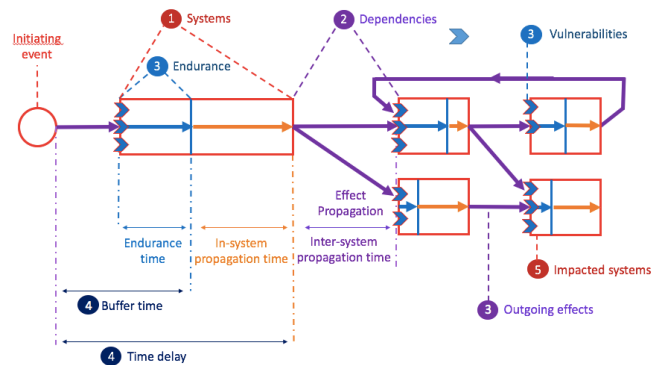 1 Systems
2 Dependencies
3 Vulnerabilities
Initiating
event
3 Endurance
Effect
Propagation
Endurance
time
In-system
propagation time
Inter-system
propagation time
5 Impacted systems
4 Buffer time
3 Outgoing effects
4 Time delay